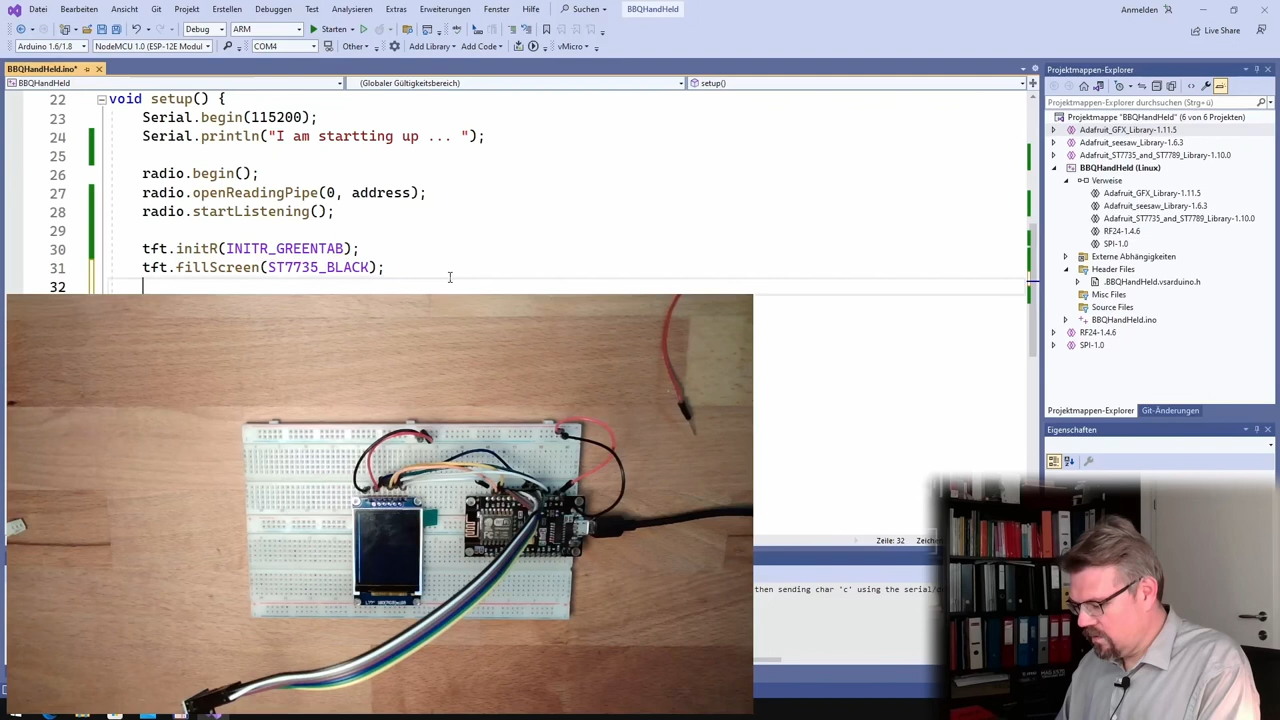 Datei Bearbeiten Ansicht Git Projekt Erstellen Debuggen Test Analysieren Extras Erweiterungen Fenster Hilfe Suchen BBQHandHeld Anmelden
Debug ARM Starten Live Share
Arduino 1.6/1.8 NodeMCU 1.0 (ESP-12E Modul) COM4 Other Add Library Add Code vMicro
BBQHandHeld.ino*
BBQHandHeld (Globaler Gültigkeitsbereich) setup()
22 void setup() {
23 Serial.begin(115200);
24 Serial.println("I am startting up ... ");
25
26 radio.begin();
27 radio.openReadingPipe(0, address);
28 radio.startListening();
29
30 tft.initR(INITR_GREENTAB);
31 tft.fillScreen(ST7735_BLACK);
32
Zeile: 32 Zeichen
then sending char 'c' using the serial/d
Projektmappen-Explorer
Projektmappen-Explorer durchsuchen (Strg+ü)
Projektmappe "BBQHandHeld" (6 von 6 Projekten)
Adafruit_GFX_Library-1.11.5
Adafruit_seesaw_Library-1.6.3
Adafruit_ST7735_and_ST7789_Library-1.10.0
BBQHandHeld (Linux)
Verweise
Adafruit_GFX_Library-1.11.5
Adafruit_seesaw_Library-1.6.3
Adafruit_ST7735_and_ST7789_Library-1.10.0
RF24-1.4.6
SPI-1.0
Externe Abhängigkeiten
Header Files
.BBQHandHeld.vsarduino.h
Misc Files
Source Files
BBQHandHeld.ino
RF24-1.4.6
SPI-1.0
Projektmappen-Explorer Git-Änderungen
Eigenschaften